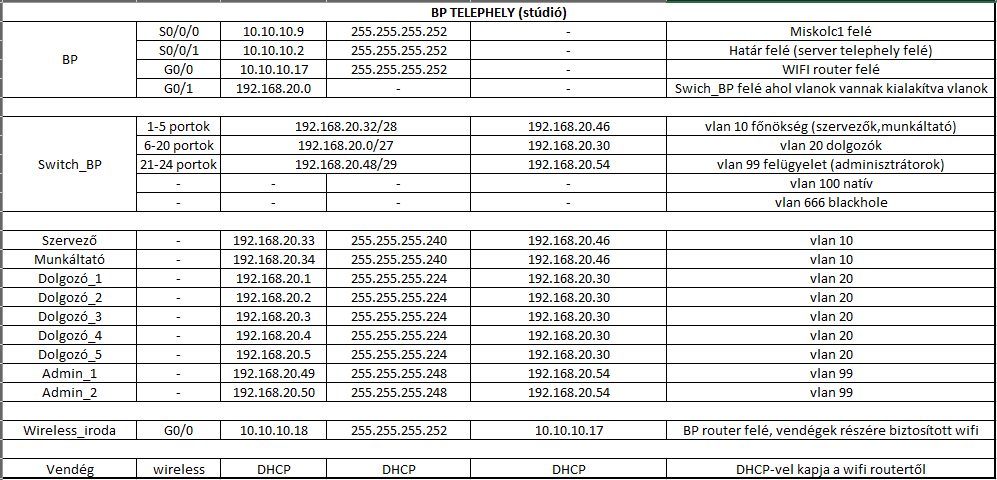 BP TELEPHELY (stúdió)
BP
S0/0/0 10.10.10.9 255.255.255.252 - Miskolc1 felé
S0/0/1 10.10.10.2 255.255.255.252 - Határ felé (server telephely felé)
G0/0 10.10.10.17 255.255.255.252 - WIFI router felé
G0/1 192.168.20.0 - - Swich_BP felé ahol vlanok vannak kialakítva vlanok
Switch_BP
1-5 portok 192.168.20.32/28 192.168.20.46 vlan 10 főnökség (szervezők,munkáltató)
6-20 portok 192.168.20.0/27 192.168.20.30 vlan 20 dolgozók
21-24 portok 192.168.20.48/29 192.168.20.54 vlan 99 felügyelet (adminisztrátorok)
- - - - vlan 100 natív
- - - - vlan 666 blackhole
Szervező - 192.168.20.33 255.255.255.240 192.168.20.46 vlan 10
Munkáltató - 192.168.20.34 255.255.255.240 192.168.20.46 vlan 10
Dolgozó_1 - 192.168.20.1 255.255.255.224 192.168.20.30 vlan 20
Dolgozó_2 - 192.168.20.2 255.255.255.224 192.168.20.30 vlan 20
Dolgozó_3 - 192.168.20.3 255.255.255.224 192.168.20.30 vlan 20
Dolgozó_4 - 192.168.20.4 255.255.255.224 192.168.20.30 vlan 20
Dolgozó_5 - 192.168.20.5 255.255.255.224 192.168.20.30 vlan 20
Admin_1 - 192.168.20.49 255.255.255.248 192.168.20.54 vlan 99
Admin_2 - 192.168.20.50 255.255.255.248 192.168.20.54 vlan 99
Wireless_iroda G0/0 10.10.10.18 255.255.255.252 10.10.10.17 BP router felé, vendégek részére biztosított wifi
Vendég wireless DHCP DHCP DHCP DHCP-vel kapja a wifi routertől